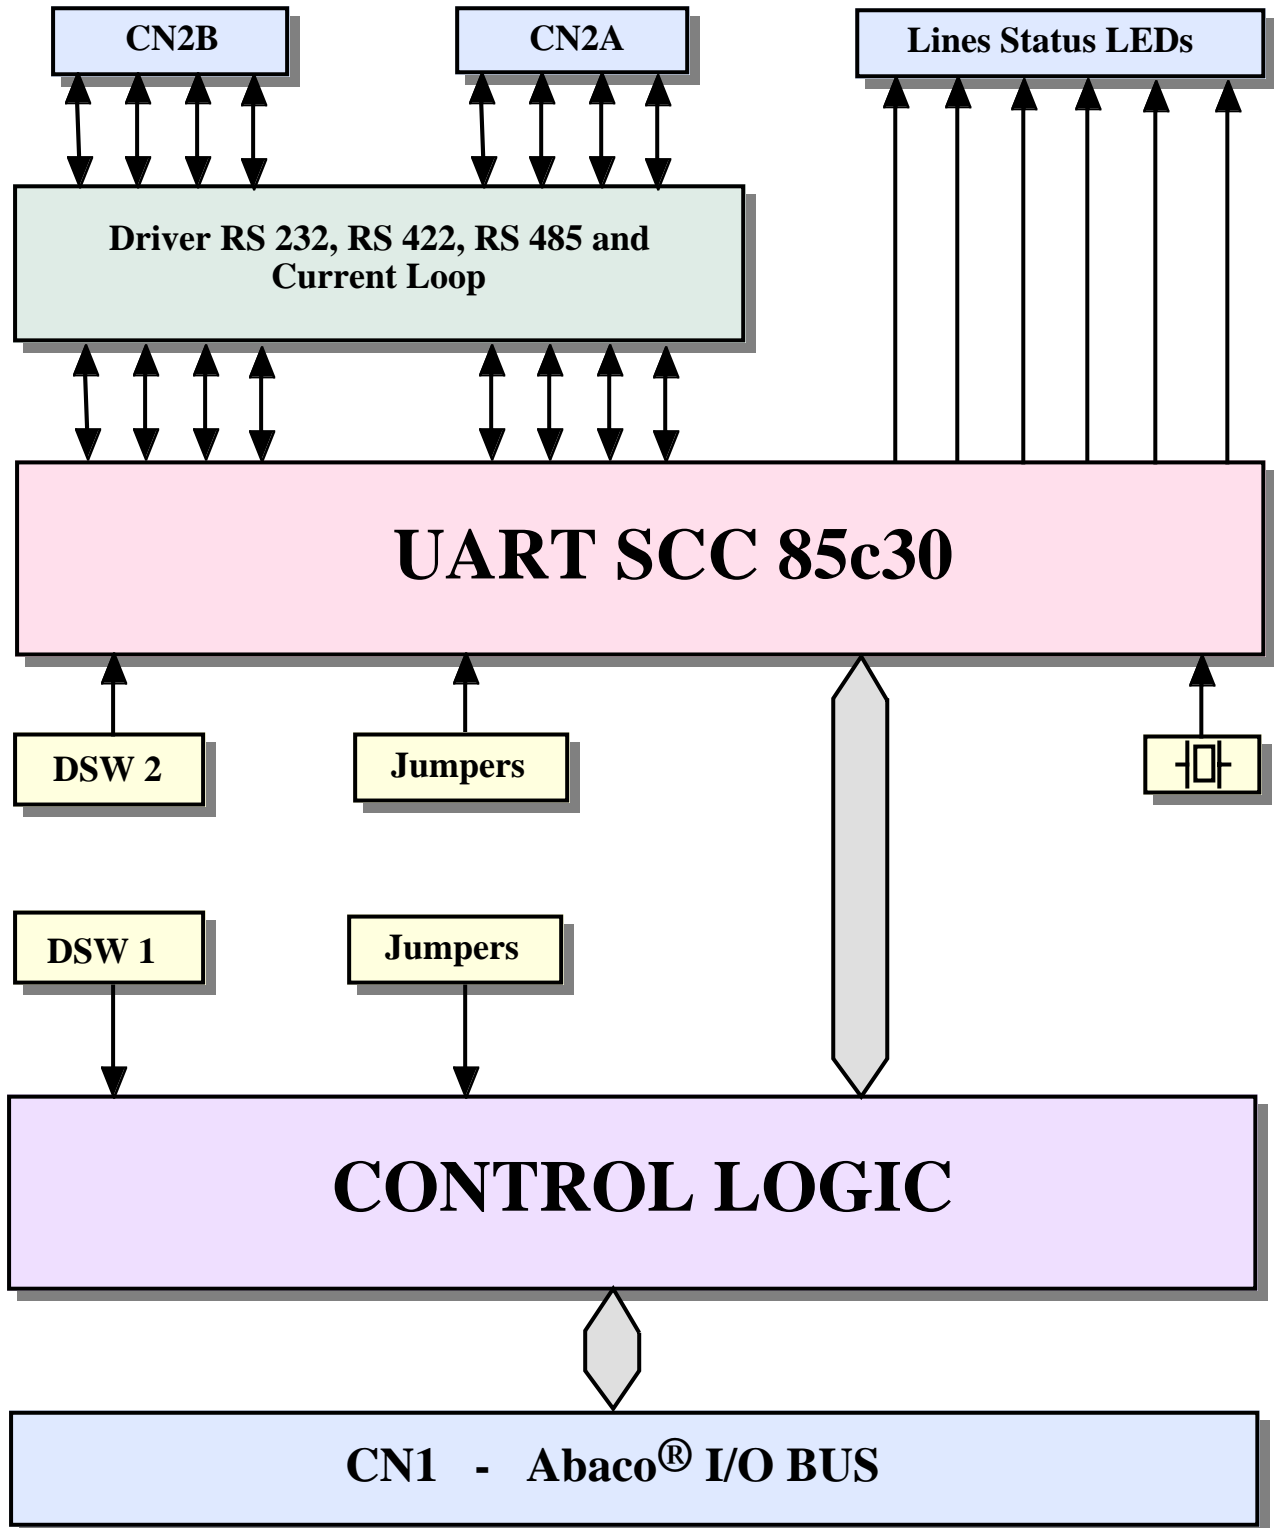 CN2B
CN2A
Lines Status LEDs
Driver RS 232, RS 422, RS 485 and
Current Loop
UART SCC 85c30
DSW 2
Jumpers
DSW 1
Jumpers
CONTROL LOGIC
CN1 - Abaco® I/O BUS